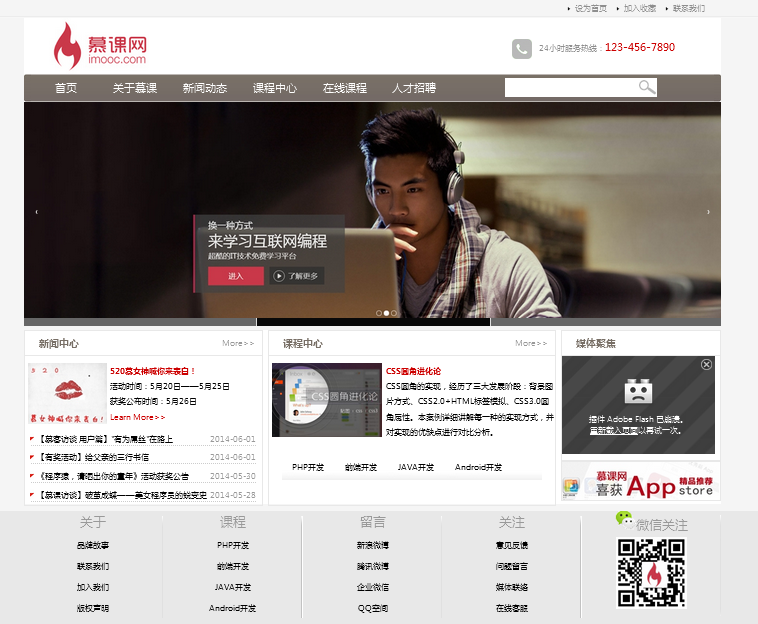 设为首页 加入收藏 联系我们
慕课网
imooc.com
24小时服务热线：123-456-7890
首页 关于慕课 新闻动态 课程中心 在线课程 人才招聘
换一种方式
来学习互联网编程
超酷的IT技术免费学习平台
进入 了解更多
新闻中心 More>>
520慕女神喊你来表白！
活动时间：5月20日——5月25日
获奖公布时间：5月26日
Learn More>>
520
慕女神喊你来表白!
【慕客访谈 用户篇】"有为屌丝"在路上 2014-06-01
【有奖活动】给父亲的三行书信 2014-06-01
《程序猿，请晒出你的童年》活动获奖公告 2014-05-30
【慕课访谈】破茧成蝶——美女程序员的蜕变史 2014-05-28
课程中心 More>>
CSS圆角进化论
CSS圆角进化论
CSS圆角的实现，经历了三大发展阶段：背景图
片方式、CSS2.0+HTML标签模拟、CSS3.0圆
角属性。本案例详细讲解每一种的实现方式，并
对实现的优缺点进行对比分析。
PHP开发 前端开发 JAVA开发 Android开发
媒体聚焦
插件 Adobe Flash 已崩溃。
重新载入页面以再试一次。
慕课网
喜获App精品推荐
store
关于 课程 留言 关注 微信关注
品牌故事 PHP开发 新浪微博 意见反馈
联系我们 前端开发 腾讯微博 问题留言
加入我们 JAVA开发 企业微信 媒体联络
版权声明 Android开发 QQ空间 在线客服